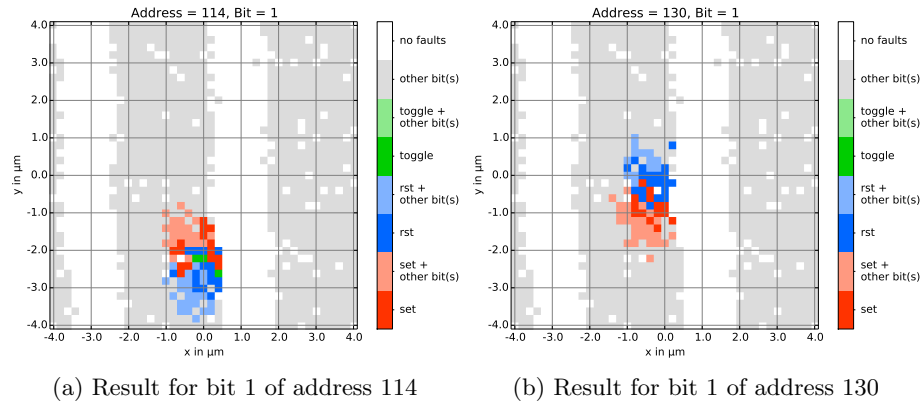 Address = 114, Bit = 1
4.0
3.0
2.0
1.0
0.0
-1.0
-2.0
-3.0
-4.0
y in µm
-4.0 -3.0 -2.0 -1.0 0.0 1.0 2.0 3.0 4.0
x in µm
no faults
other bit(s)
toggle +
other bit(s)
toggle
rst +
other bit(s)
rst
set +
other bit(s)
set
(a) Result for bit 1 of address 114
Address = 130, Bit = 1
4.0
3.0
2.0
1.0
0.0
-1.0
-2.0
-3.0
-4.0
y in µm
-4.0 -3.0 -2.0 -1.0 0.0 1.0 2.0 3.0 4.0
x in µm
no faults
other bit(s)
toggle +
other bit(s)
toggle
rst +
other bit(s)
rst
set +
other bit(s)
set
(b) Result for bit 1 of address 130